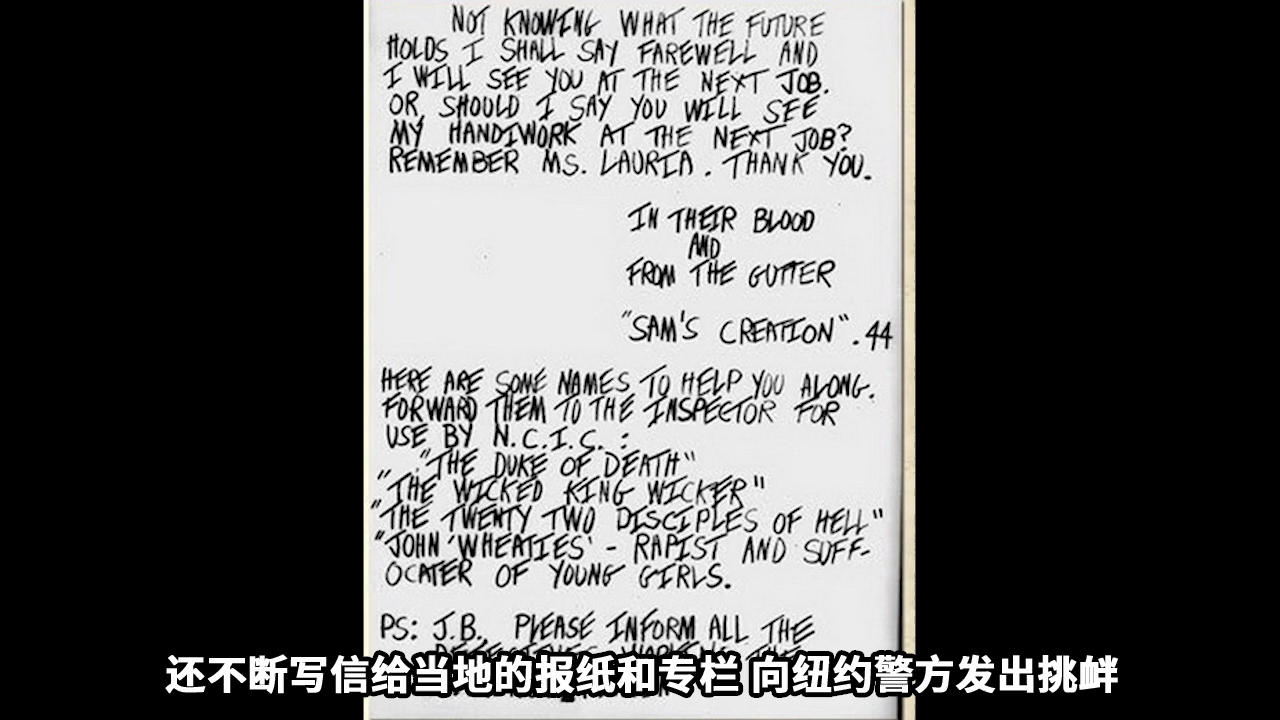 NOT KNOWING WHAT THE FUTURE
HOLDS I SHALL SAY FAREWELL AND
I WILL SEE YOU AT THE NEXT JOB.
OR SHOULD I SAY YOU WILL SEE
MY HANDIWORK AT THE NEXT JOB?
REMEMBER MS. LAURIA. THANK YOU.
IN THEIR BLOOD
AND
FROM THE GUTTER
"SAM'S CREATION" .44
HERE ARE SOME NAMES TO HELP YOU ALONG.
FORWARD THEM TO THE INSPECTOR FOR
USE BY N.C.I.C. :
"THE DUKE OF DEATH"
"THE WICKED KING WICKER"
"THE TWENTY TWO DISCIPLES OF HELL"
"JOHN 'WHEATIES' - RAPIST AND SUFF-
OCATER OF YOUNG GIRLS.
PS: J.B. PLEASE INFORM ALL THE
还不断写信给当地的报纸和专栏 向纽约警方发出挑衅